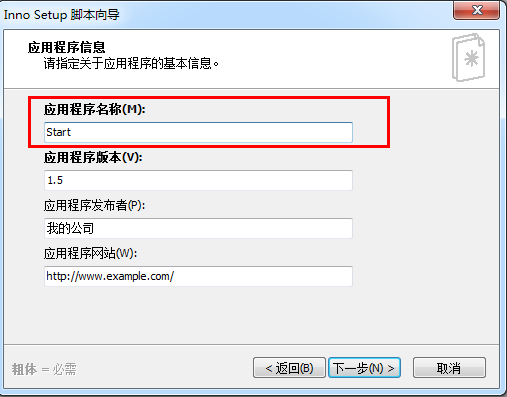 Inno Setup 脚本向导
应用程序信息
请指定关于应用程序的基本信息。
应用程序名称(M):
Start
应用程序版本(V):
1.5
应用程序发布者(P):
我的公司
应用程序网站(W):
http://www.example.com/
粗体 = 必需
< 返回(B)
下一步(N) >
取消